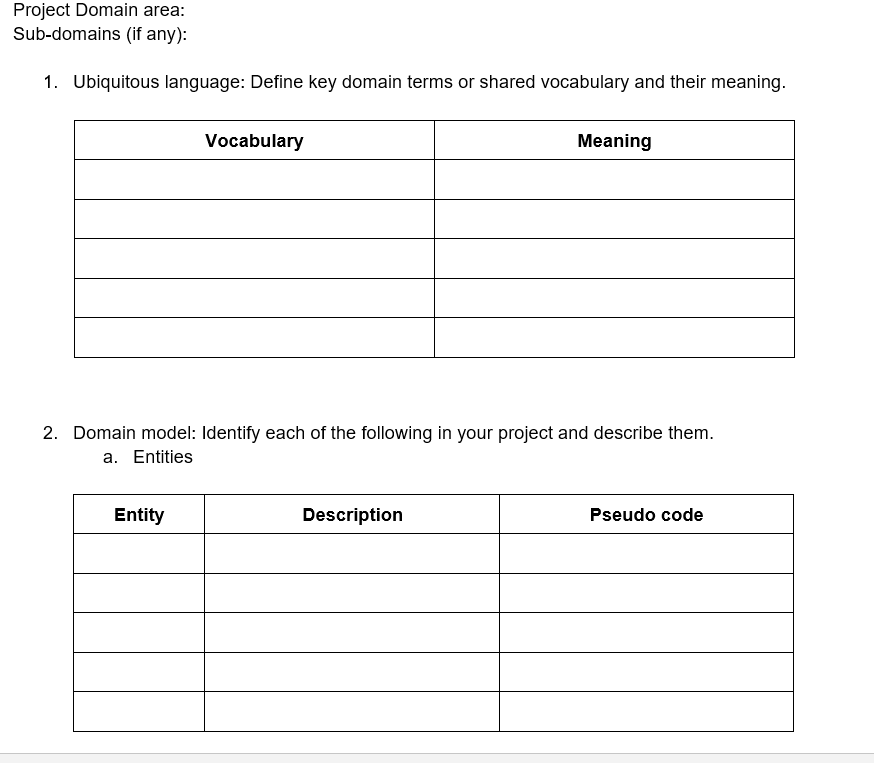 Project Domain area:
Sub-domains (if any):
1. Ubiquitous language: Define key domain terms or shared vocabulary and their meaning.
Vocabulary Meaning
2. Domain model: Identify each of the following in your project and describe them.
a. Entities
Entity Description Pseudo code